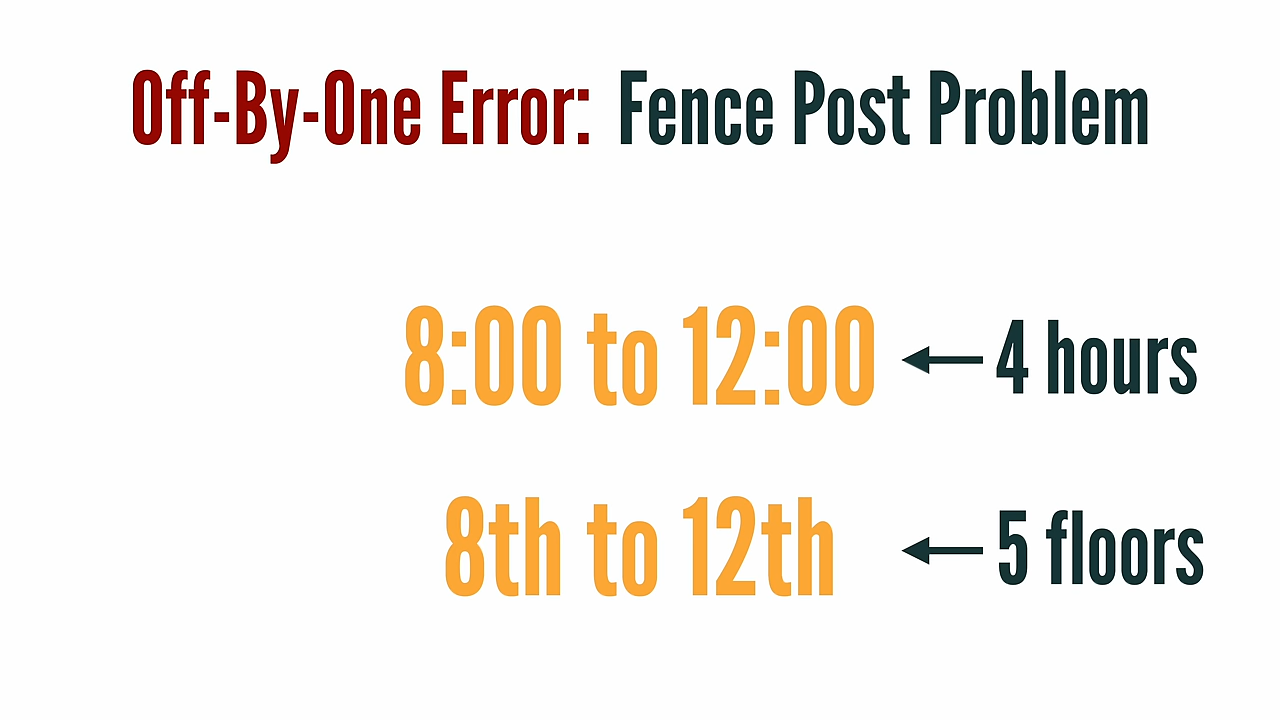 Off-By-One Error: Fence Post Problem
8:00 to 12:00 4 hours
8th to 12th 5 floors